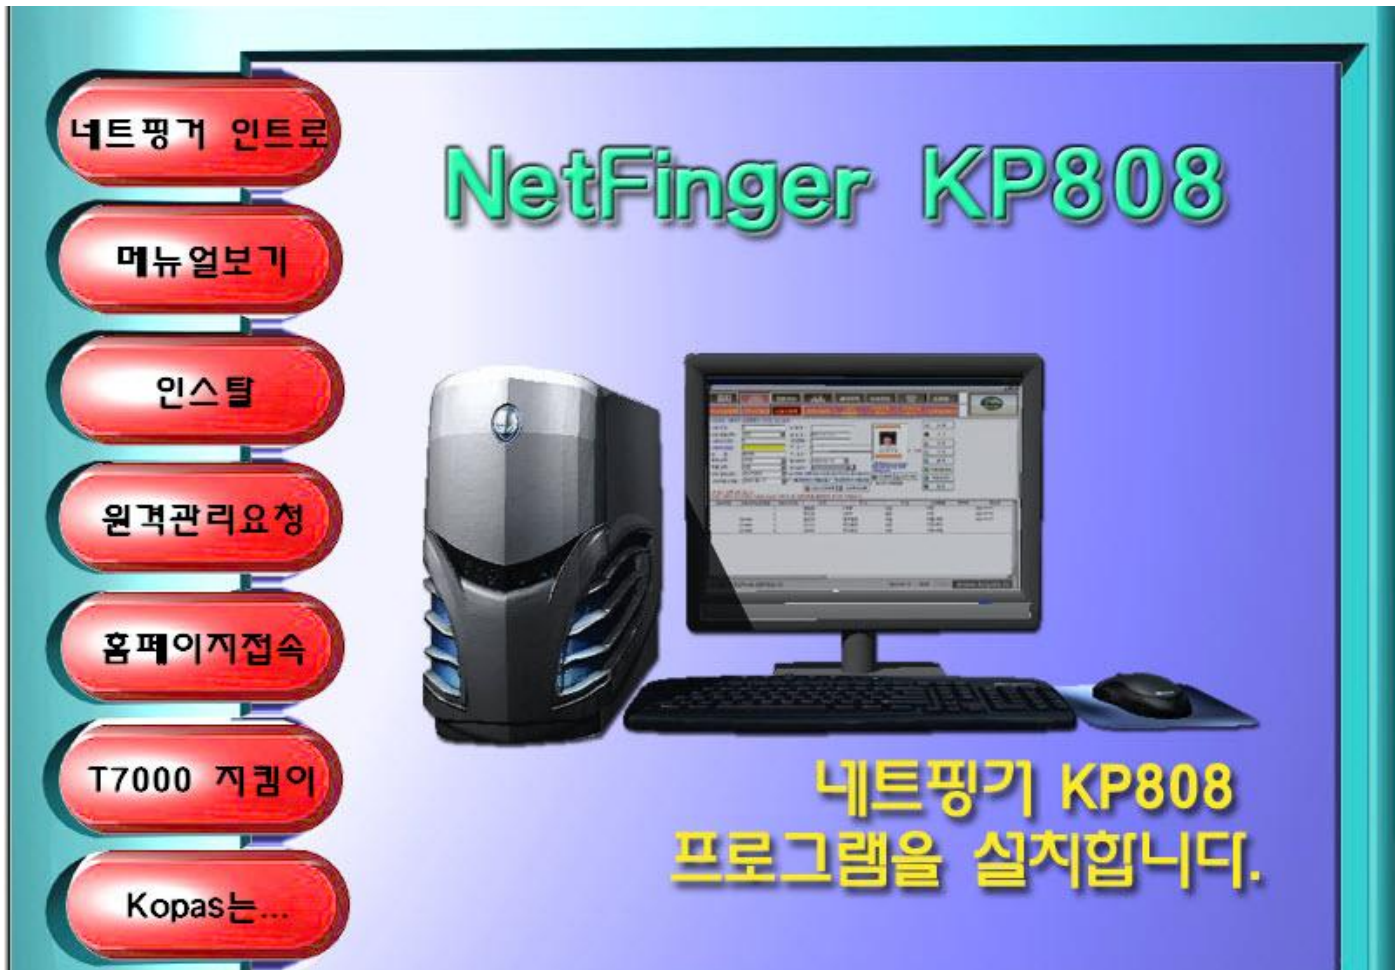 네트핑거 인트로
메뉴얼보기
인스탈
원격관리요청
홈페이지접속
T7000 지킴이
Kopas는...
NetFinger KP808
네트핑기 KP808
프로그램을 설치합니다.